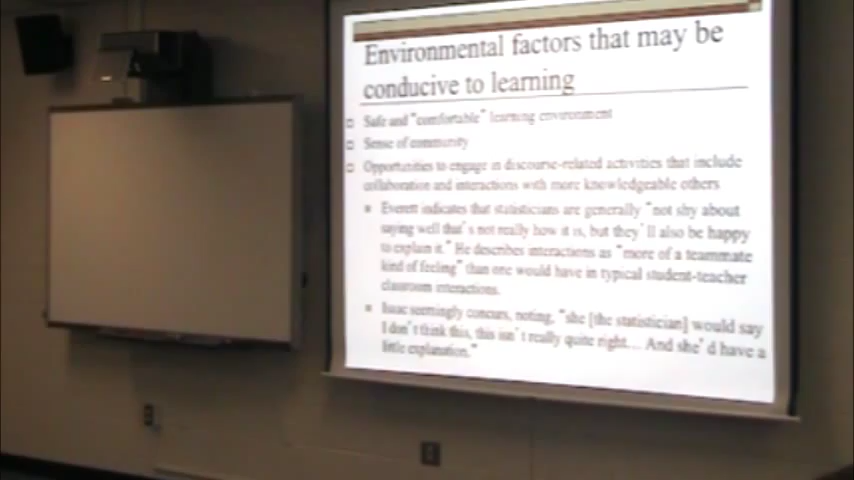 Environmental factors that may be
conducive to learning
Safe and "comfortable" learning environment
Sense of community
Opportunities to engage in discourse-related activities that include
collaboration and interactions with more knowledgeable others
Everett indicates that statisticians are generally "not shy about
saying well that's not really how it is, but they'll also be happy
to explain it." He describes interactions as "more of a teammate
kind of feeling" than one would have in typical student-teacher
classroom interactions.
Isaac seemingly concurs, noting, "she [the statistician] would say
I don't think this, this isn't really quite right... And she'd have a
little explanation."